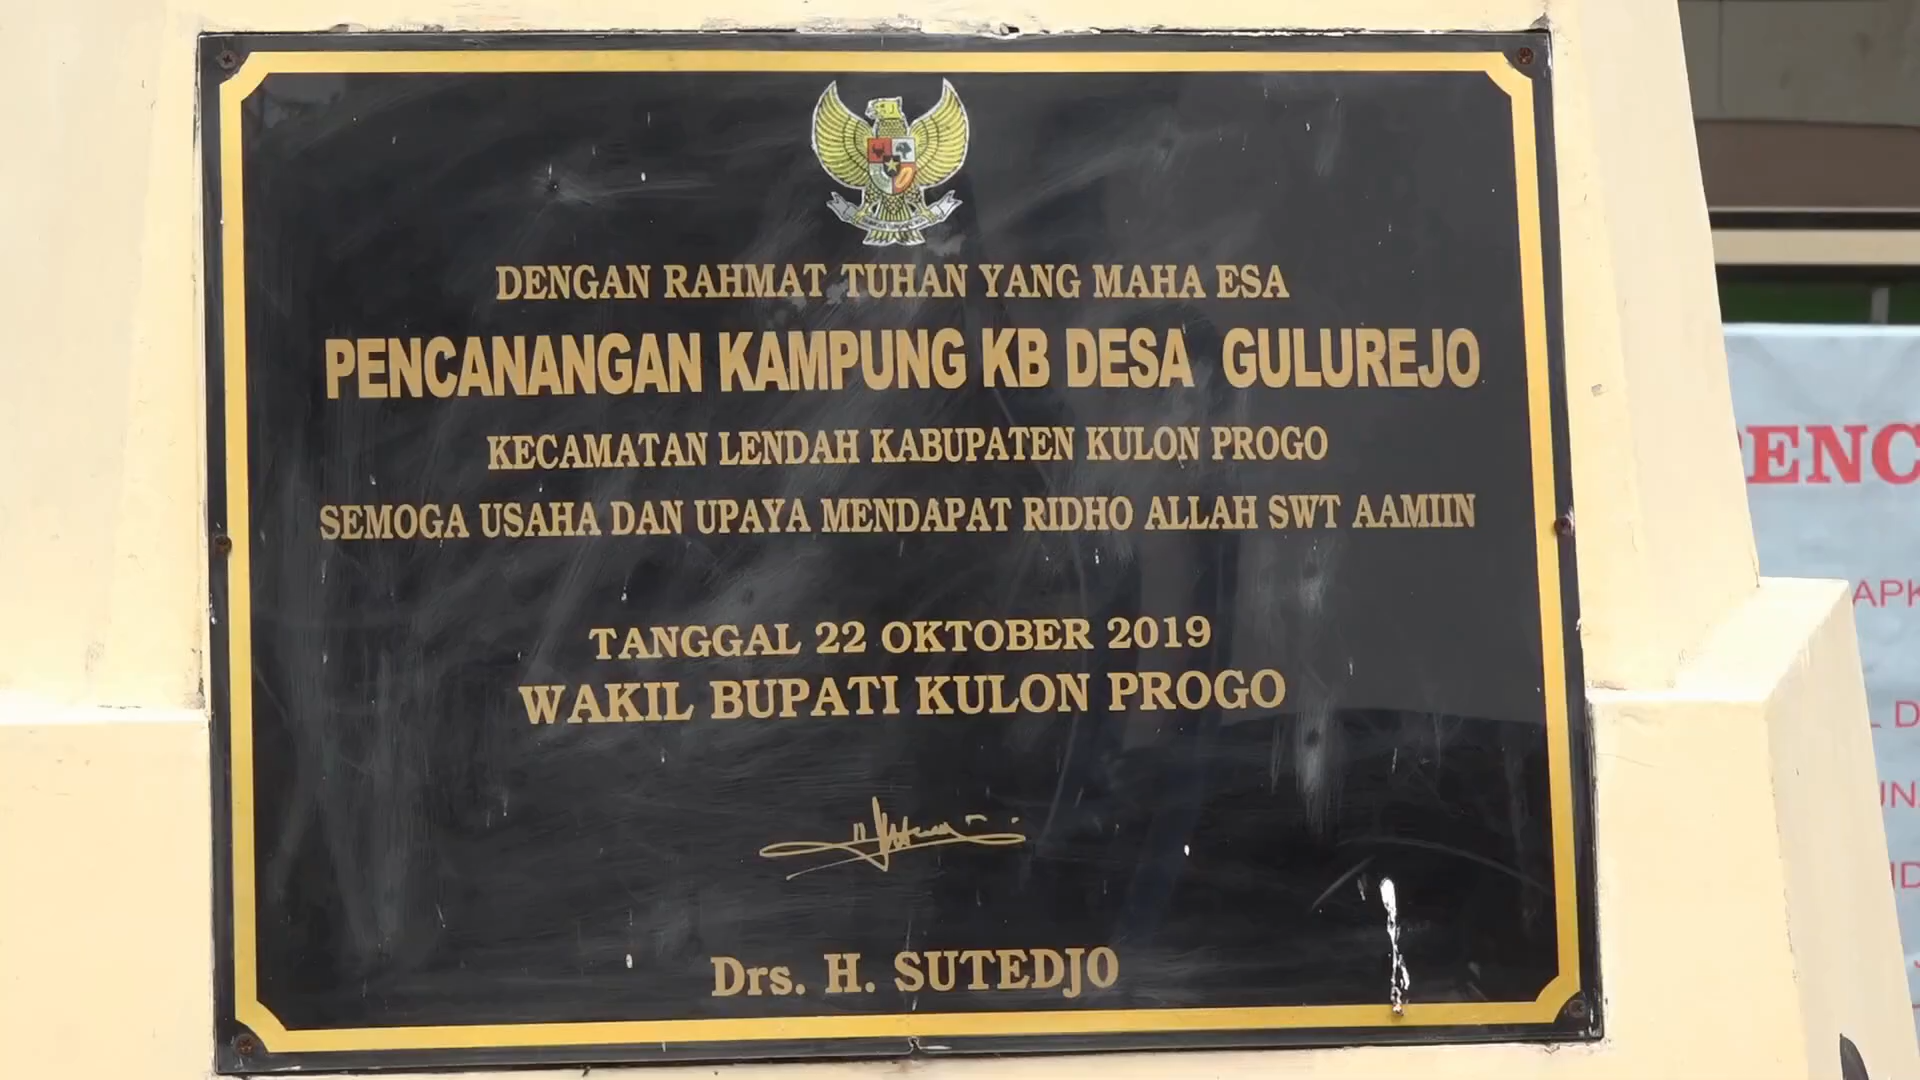 DENGAN RAHMAT TUHAN YANG MAHA ESA
PENCANANGAN KAMPUNG KB DESA GULUREJO
KECAMATAN LENDAH KABUPATEN KULON PROGO
SEMOGA USAHA DAN UPAYA MENDAPAT RIDHO ALLAH SWT AAMIIN
TANGGAL 22 OKTOBER 2019
WAKIL BUPATI KULON PROGO
Drs. H. SUTEDJO